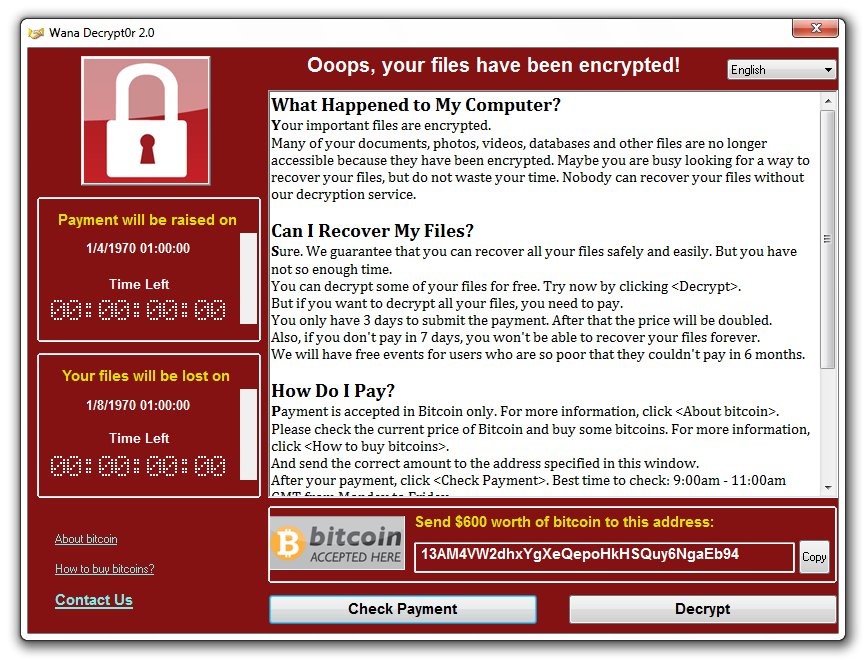 Wana Decrypt0r 2.0
Ooops, your files have been encrypted!
English
Payment will be raised on
1/4/1970 01:00:00
Time Left
00:00:00:00
Your files will be lost on
1/8/1970 01:00:00
Time Left
00:00:00:00
About bitcoin
How to buy bitcoins?
Contact Us
What Happened to My Computer?
Your important files are encrypted.
Many of your documents, photos, videos, databases and other files are no longer
accessible because they have been encrypted. Maybe you are busy looking for a way to
recover your files, but do not waste your time. Nobody can recover your files without
our decryption service.
Can I Recover My Files?
Sure. We guarantee that you can recover all your files safely and easily. But you have
not so enough time.
You can decrypt some of your files for free. Try now by clicking <Decrypt>.
But if you want to decrypt all your files, you need to pay.
You only have 3 days to submit the payment. After that the price will be doubled.
Also, if you don't pay in 7 days, you won't be able to recover your files forever.
We will have free events for users who are so poor that they couldn't pay in 6 months.
How Do I Pay?
Payment is accepted in Bitcoin only. For more information, click <About bitcoin>.
Please check the current price of Bitcoin and buy some bitcoins. For more information,
click <How to buy bitcoins>.
And send the correct amount to the address specified in this window.
After your payment, click <Check Payment>. Best time to check: 9:00am - 11:00am
GMT from Monday to Friday.
bitcoin
ACCEPTED HERE
Send $600 worth of bitcoin to this address:
13AM4VW2dhxYgXeQepoHkHSQuy6NgaEb94
Copy
Check Payment
Decrypt